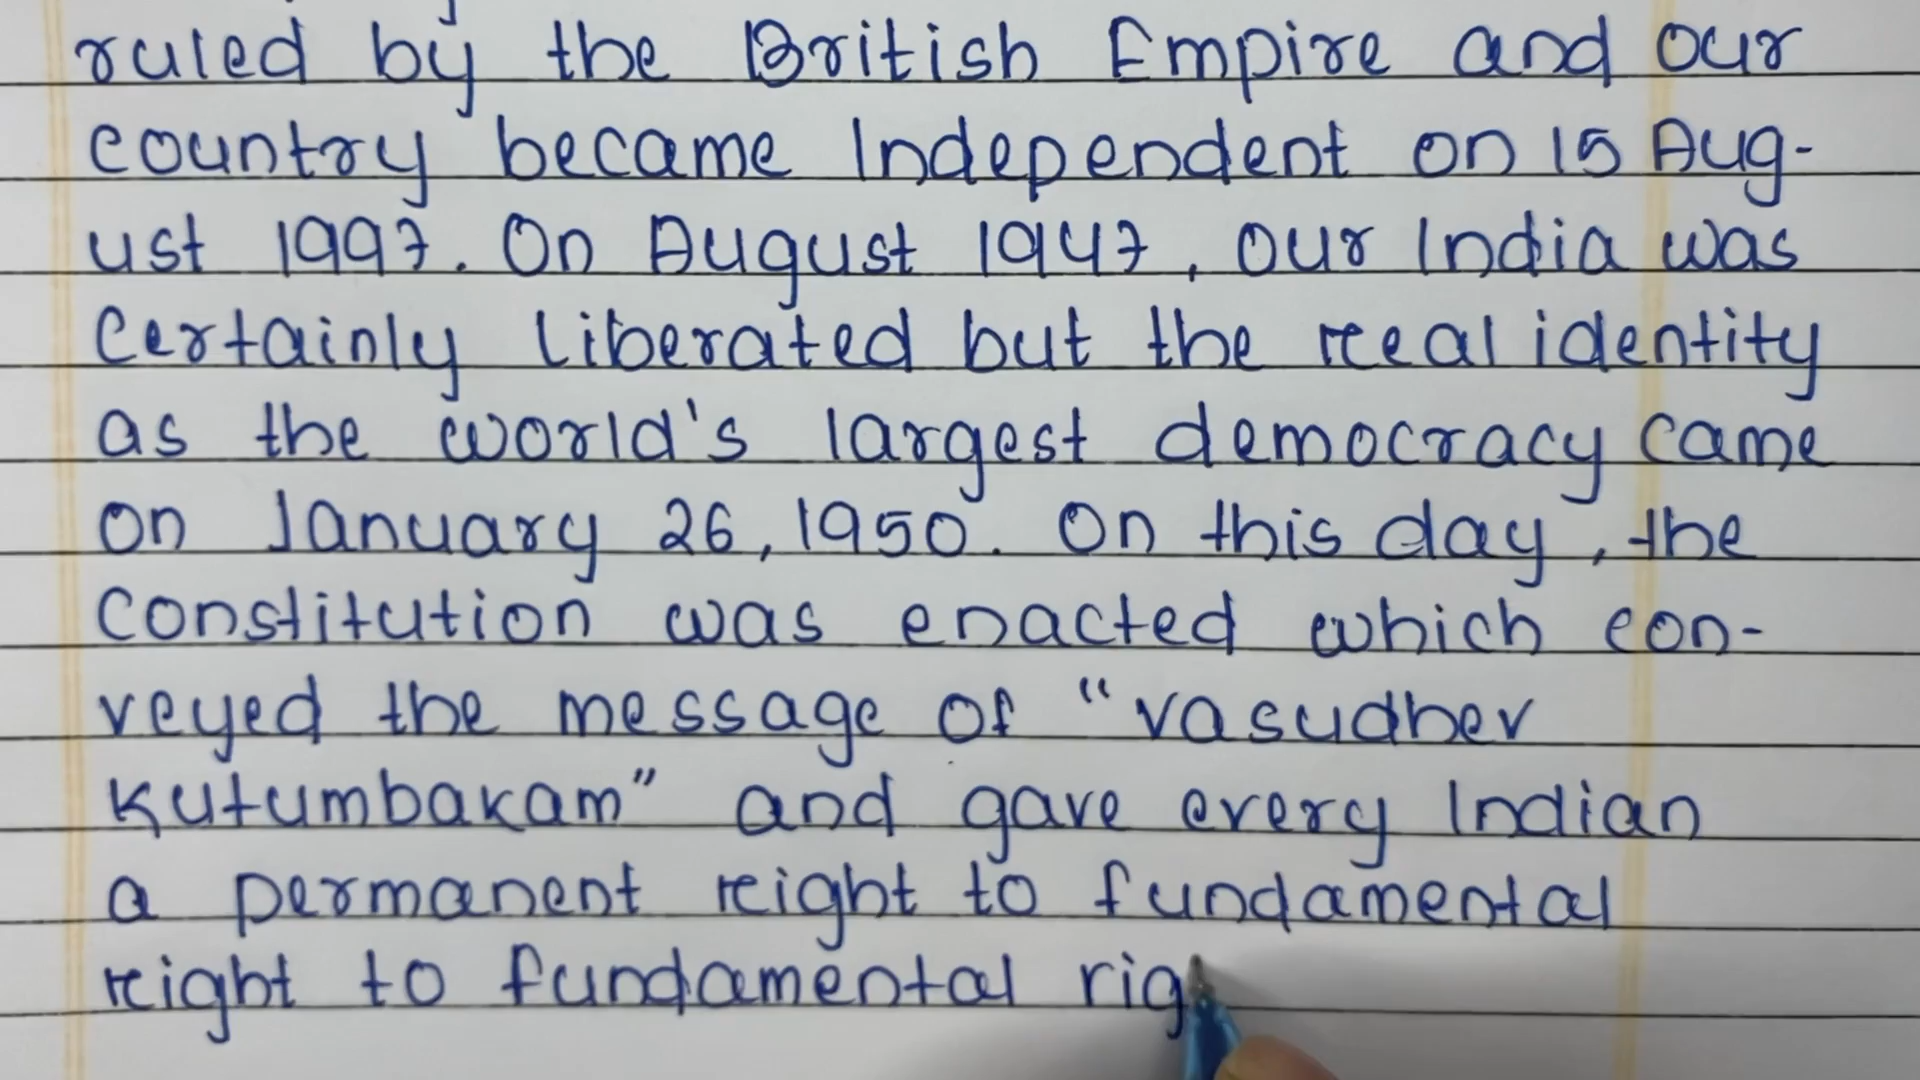 ruled by the British Empire and our
country became Independent on 15 Aug-
ust 1997. On August 1947, our India was
Certainly liberated but the real identity
as the world's largest democracy came
on January 26, 1950. On this day, the
Constitution was enacted which con-
veyed the message of "vasudhev
Kutumbakam" and gave every Indian
a permanent right to fundamental
right to fundamental rig